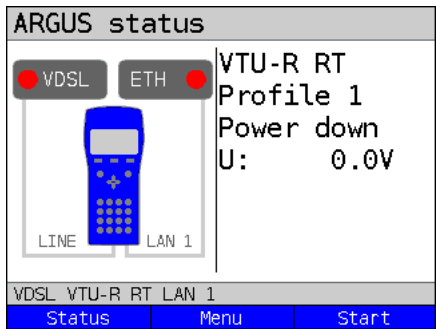 ARGUS status
VDSL ETH
VTU-R RT
Profile 1
Power down
U: 0.0V
LINE LAN 1
VDSL VTU-R RT LAN 1
Status Menu Start